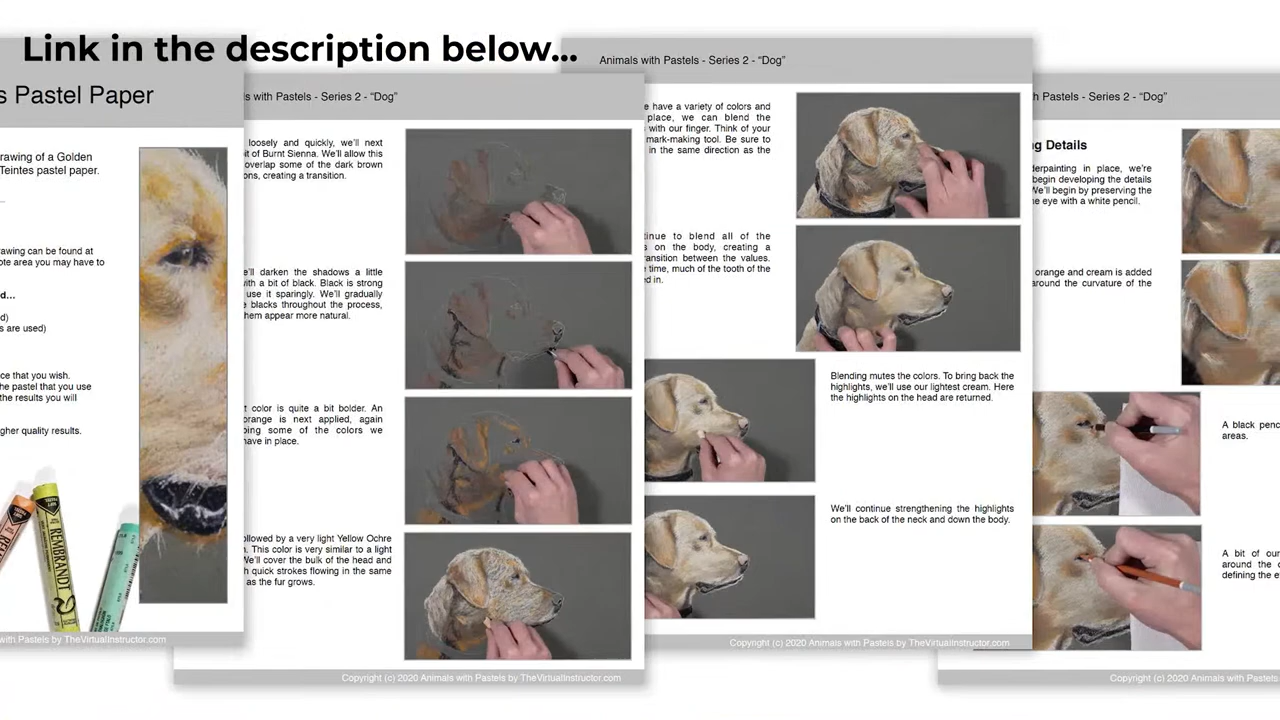 Link in the description below...
s Pastel Paper
rawing of a Golden
Teintes pastel paper.
awing can be found at
ote area you may have to
d...
d)
s are used)
ce that you wish.
he pastel that you use
the results you will
gher quality results.
REMBRANDT
with Pastels by TheVirtualInstructor.com
ls with Pastels - Series 2 - “Dog”
loosely and quickly, we'll next
it of Burnt Sienna. We'll allow this
overlap some of the dark brown
ons, creating a transition.
e'll darken the shadows a little
with a bit of black. Black is strong
use it sparingly. We'll gradually
e blacks throughout the process,
hem appear more natural.
t color is quite a bit bolder. An
orange is next applied, again
ping some of the colors we
have in place.
ollowed by a very light Yellow Ochre
n. This color is very similar to a light
We'll cover the bulk of the head and
h quick strokes flowing in the same
as the fur grows.
Copyright (c) 2020 Animals with Pastels by TheVirtualInstructor.com
Animals with Pastels - Series 2 - “Dog”
e have a variety of colors and
place, we can blend the
with our finger. Think of your
mark-making tool. Be sure to
in the same direction as the
tinue to blend all of the
s on the body, creating a
ransition between the values.
e time, much of the tooth of the
ed in.
Blending mutes the colors. To bring back the
highlights, we'll use our lightest cream. Here
the highlights on the head are returned.
We'll continue strengthening the highlights
on the back of the neck and down the body.
Copyright (c) 2020 Animals with Pastels by TheVirtualInstructor.com
th Pastels - Series 2 - “Dog”
ng Details
derpainting in place, we're
begin developing the details
We'll begin by preserving the
he eye with a white pencil.
orange and cream is added
around the curvature of the
A black penc
areas.
A bit of our
around the c
defining the e
Copyright (c) 2020 Animals with Pastels